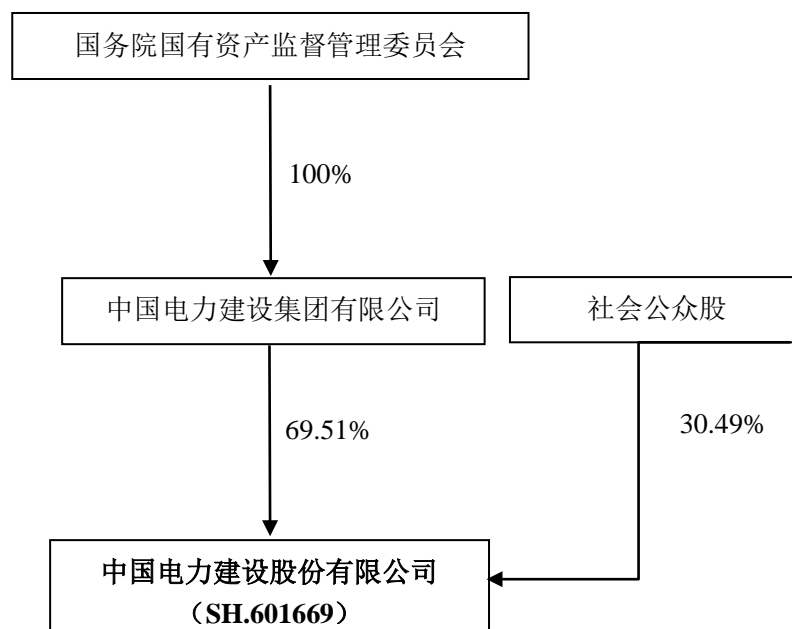 国务院国有资产监督管理委员会
100%
中国电力建设集团有限公司
社会公众股
69.51%
30.49%
中国电力建设股份有限公司
（SH.601669）